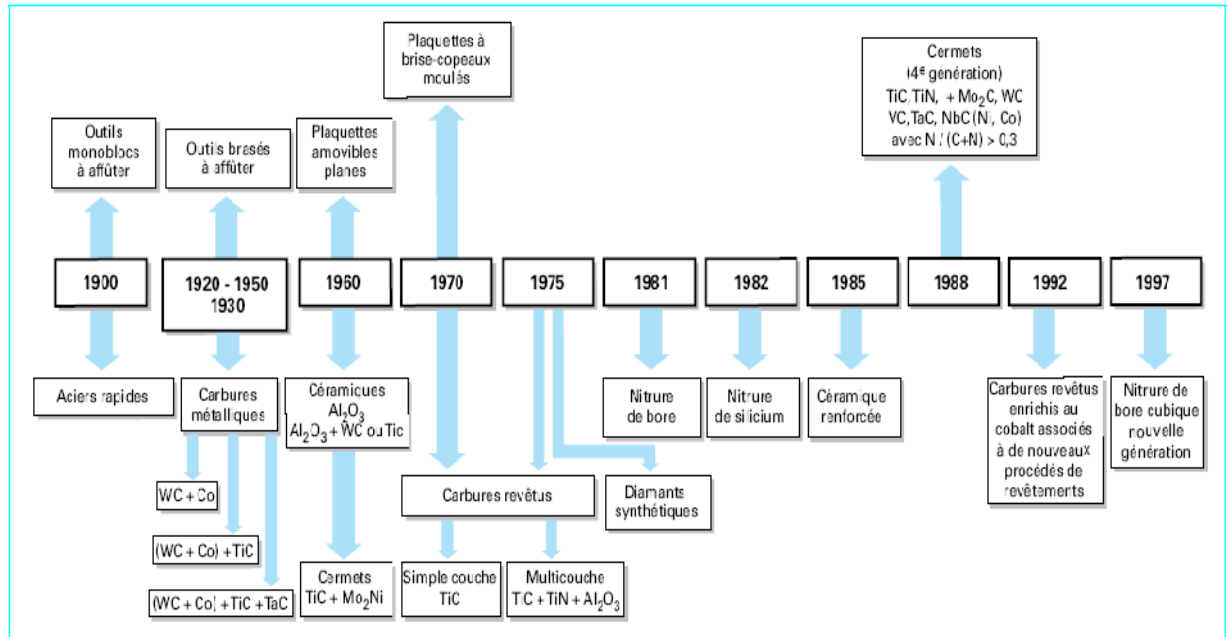 Plaquettes à
brise-copeaux
moulés
Cermets
(4e génération)
TiC, TiN, + Mo₂C, WC
VC, TaC, NbC (Ni, Co)
avec N / (C+N) > 0,3
Outils
monoblocs
à affûter
Outils brasés
à affûter
Plaquettes
amovibles
planes
1900
1920 - 1950
1930
1960
1970
1975
1981
1982
1985
1988
1992
1997
Aciers rapides
Carbures
métalliques
Céramiques
Al₂O₃
Al₂O₃ + WC ou Tic
Nitrure
de bore
Nitrure
de silicium
Céramique
renforcée
Carbures revêtus
enrichis au
cobalt associés
à de nouveaux
procédés de
revêtements
Nitrure de
bore cubique
nouvelle
génération
WC + Co
(WC + Co) + TiC
(WC + Co) + TiC + TaC
Carbures revêtus
Diamants
synthétiques
Cermets
TiC + Mo₂Ni
Simple couche
TiC
Multicouche
TiC + TiN + Al₂O₃